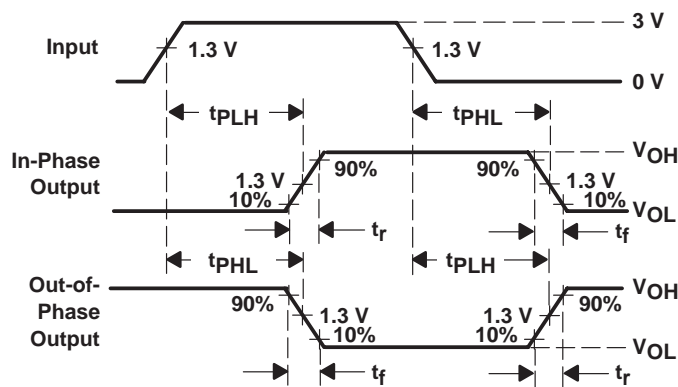 3 V
Input
1.3 V
1.3 V
0 V
tPLH
tPHL
VOH
In-Phase
Output
90%
90%
1.3 V
10%
1.3 V
10%
VOL
tr
tf
tPHL
tPLH
Out-of-
Phase
Output
VOH
90%
90%
1.3 V
10%
1.3 V
10%
VOL
tf
tr